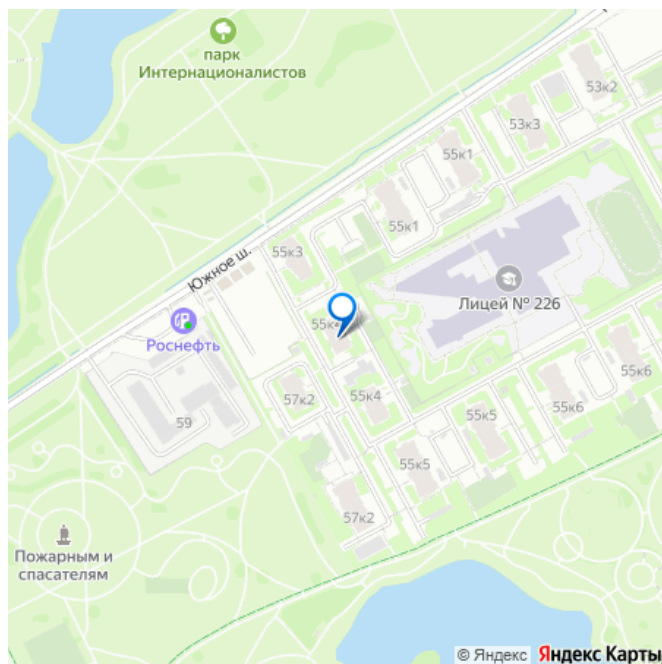 парк
Интернационалистов
53к2
53к3
55к1
55к1
Южное ш.
55к3
Лицей № 226
55к4
Роснефть
55к6
55к4
57к2
55к6
55к5
59
55к5
57к2
Пожарным и
спасателям
© Яндекс Яндекс Карты